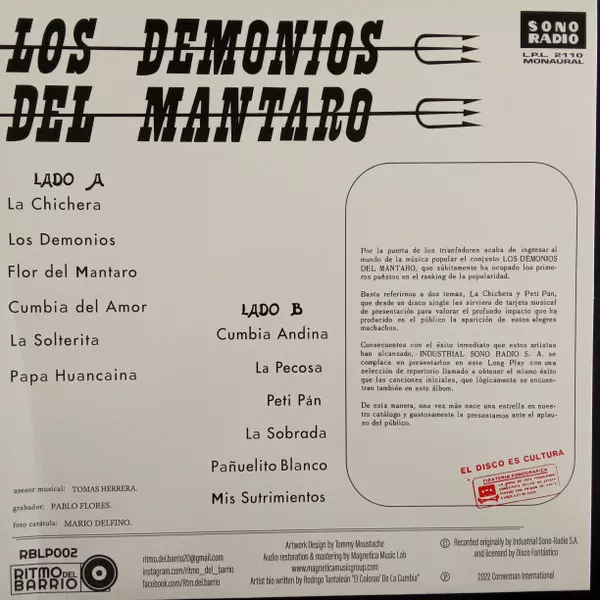 SONO
RADIO
L.P.L. 2110
MONAURAL
LOS DEMONIOS
DEL MANTARO
LADO A
La Chichera
Los Demonios
Flor del Mantaro
Cumbia del Amor
La Solterita
Papa Huancaina
LADO B
Cumbia Andina
La Pecosa
Peti Pán
La Sobrada
Pañuelito Blanco
Mis Sutrimientos
Por la puerta de los triunfadores acaba de ingresar al
mundo de la música popular el conjunto LOS DEMONIOS
DEL MANTARO, que súbitamente ha ocupado los prime-
ros puéstos en el ranking de la popularidad.
Basta referirnos a dos temas, La Chichera y Peti Pan,
que desde un disco single les sirviera de tarjeta musical
de presentación para valorar el profundo impacto que ha
producido en el público la aparición de estos alegres
muchachos.
Consecuentes con el éxito inmediato que estos artistas
han alcanzado, INDUSTRIAL SONO RADIO S. A. se
complace en presentarlos en este Long Play con una
selección de repertorio llamado a obtener el mismo éxito
que las canciones iniciales, que lógicamente se encuen-
tran también en este álbum.
De esta manera, una vez más nace una estrella en nues-
tro catálogo y gustosamente la presentamos ante el aplau-
so del público.
EL DISCO ES CULTURA
PIRATERIA FONOGRAFICA
asesor musical: TOMAS HERRERA.
grabador: PABLO FLORES.
foto carátula: MARIO DELFINO.
RBLP002
RITMO DEL
BARRIO
ritmo.del.barrio20@gmail.com
instagram.com/ritmo_del_barrio
facebook.com/Rtm.del.barrio
Artwork Design by Tommy Moustache
Audio restoration & mastering by Magnetica Music Lab
www.magneticamusicgroup.com
Artist bio written by Rodrigo Tantaleán "El Colorao' De La Cumbia"
© Recorded originally by Industrial Sono-Radio S.A.
and licensed by Disco Fantástico
℗ 2022 Cornerman International